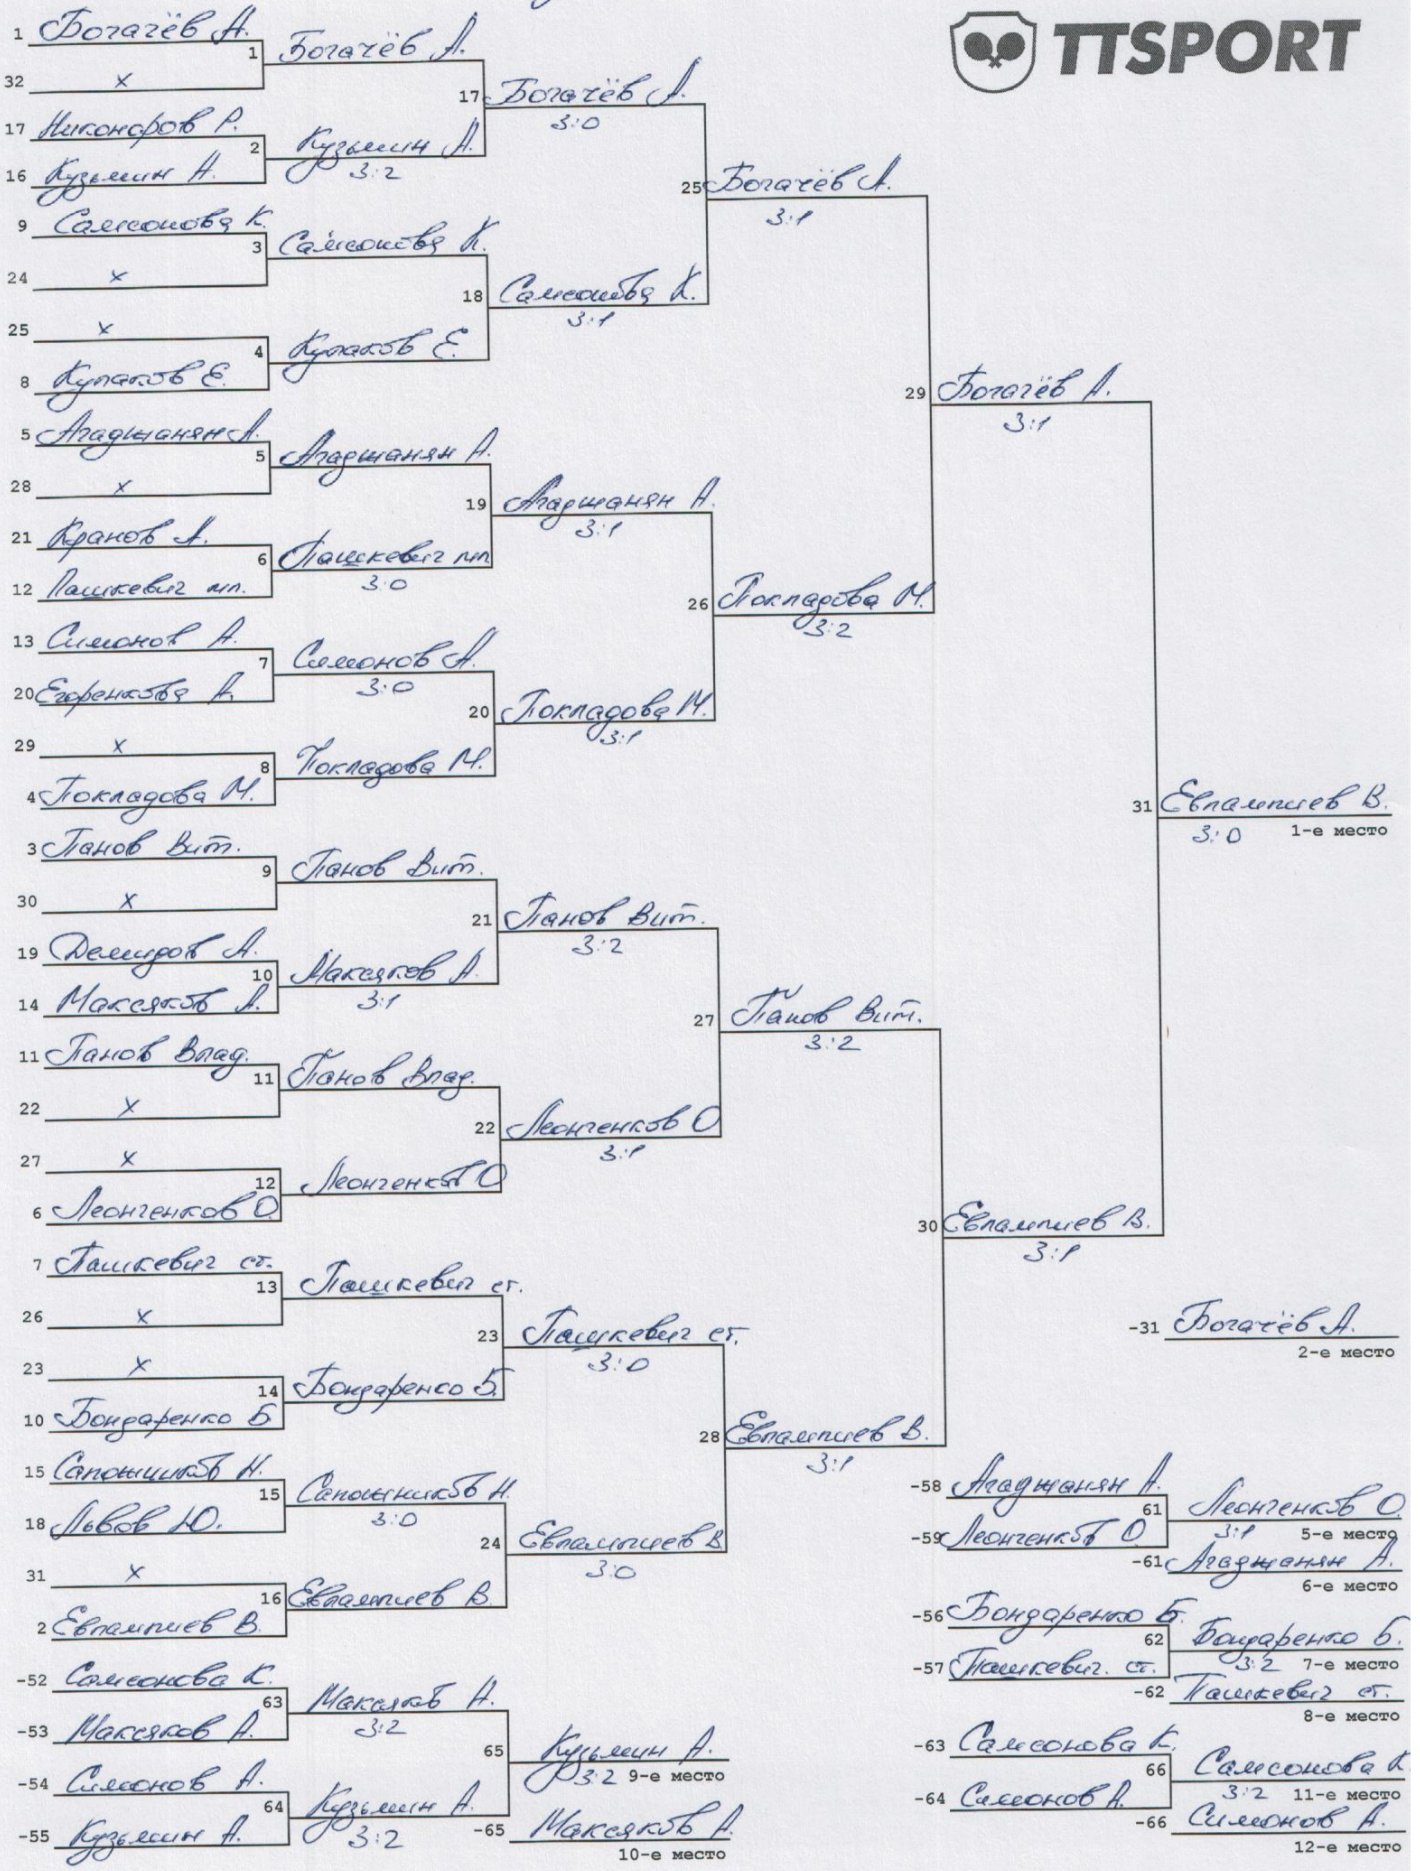 TTSPORT
1 Богачёв А.
1 Богачёв А.
32 x
17 Богачёв А.
3:0
17 Никоноров Р.
2 Кузьмин А.
3:2
16 Кузьмин А.
25 Богачёв А.
3:1
9 Самсонова К.
3 Самсонова К.
24 x
18 Самсонова К.
3:1
25 x
4 Купаков Е.
8 Купаков Е.
29 Богачёв А.
3:1
5 Агаджанян А.
5 Агаджанян А.
28 x
19 Агаджанян А.
3:1
21 Кранов А.
6 Пашкевич мл
3:0
12 Пашкевич мл.
26 Покладова М.
3:2
13 Симонов А.
7 Симонов А.
3:0
20 Егоренкова А.
20 Покладова М.
3:1
29 x
8 Покладова М.
4 Покладова М.
31 Евлампиев В.
3:0 1-е место
3 Панов Вит.
9 Панов Вит.
30 x
21 Панов Вит.
3:2
19 Демидов А.
10 Максяков А.
3:1
14 Максяков А.
27 Панов Вит.
3:2
11 Панов Влад.
11 Панов Влад.
22 x
22 Леонченков О
3:1
27 x
12 Леонченков О
6 Леонченков О.
30 Евлампиев В.
3:1
7 Пашкевич ст.
13 Пашкевич ст.
26 x
23 Пашкевич ст.
3:0
-31 Богачёв А.
2-е место
23 x
14 Бондаренко Б.
10 Бондаренко Б
28 Евлампиев В.
3:1
15 Сапожников Н.
15 Сапожников Н.
3:0
18 Львов Ю.
24 Евлампиев В
3:0
31 x
16 Евлампиев В.
2 Евлампиев В.
-58 Агаджанян А.
61 Леонченков О.
3:1 5-е место
-59 Леонченков О.
-61 Агаджанян А.
6-е место
-56 Бондаренко Б.
62 Бондаренко Б.
3:2 7-е место
-57 Пашкевич. ст.
-62 Пашкевич ст.
8-е место
-52 Самсонова К.
63 Максяков А.
3:2
-53 Максяков А.
65 Кузьмин А.
3:2 9-е место
-54 Симонов А.
64 Кузьмин А.
3:2
-55 Кузьмин А.
-65 Максяков А.
10-е место
-63 Самсонова К.
66 Самсонова К
3:2 11-е место
-64 Симонов А.
-66 Симонов А.
12-е место